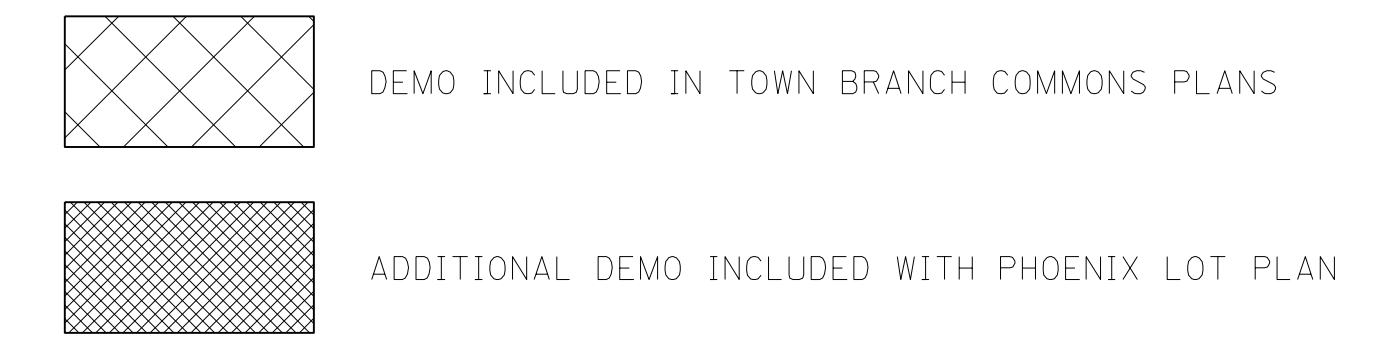 DEMO INCLUDED IN TOWN BRANCH COMMONS PLANS
ADDITIONAL DEMO INCLUDED WITH PHOENIX LOT PLAN